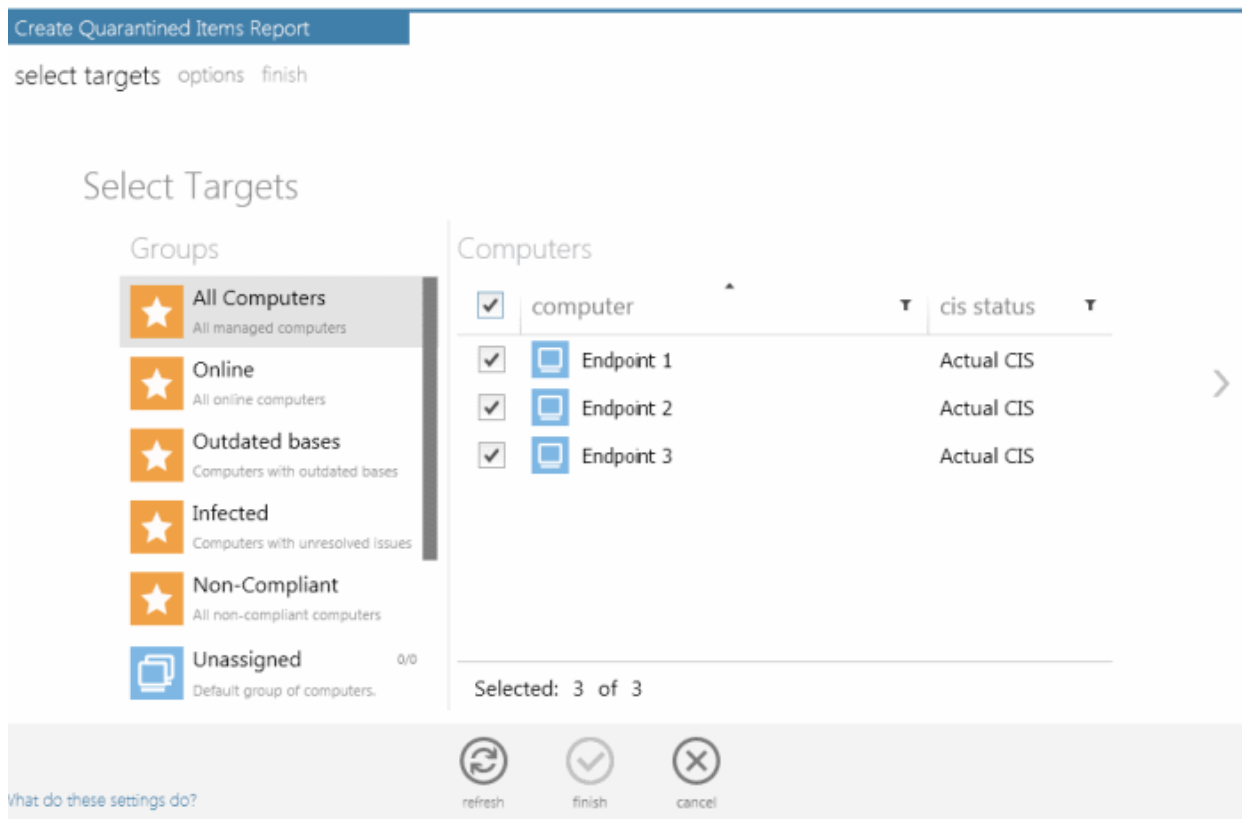 Create Quarantined Items Report
select targets options finish
Select Targets
Groups
All Computers
All managed computers
Online
All online computers
Outdated bases
Computers with outdated bases
Infected
Computers with unresolved issues
Non-Compliant
All non-compliant computers
Unassigned 0/0
Default group of computers.
Computers
computer cis status
Endpoint 1 Actual CIS
Endpoint 2 Actual CIS
Endpoint 3 Actual CIS
Selected: 3 of 3
What do these settings do?
refresh finish cancel